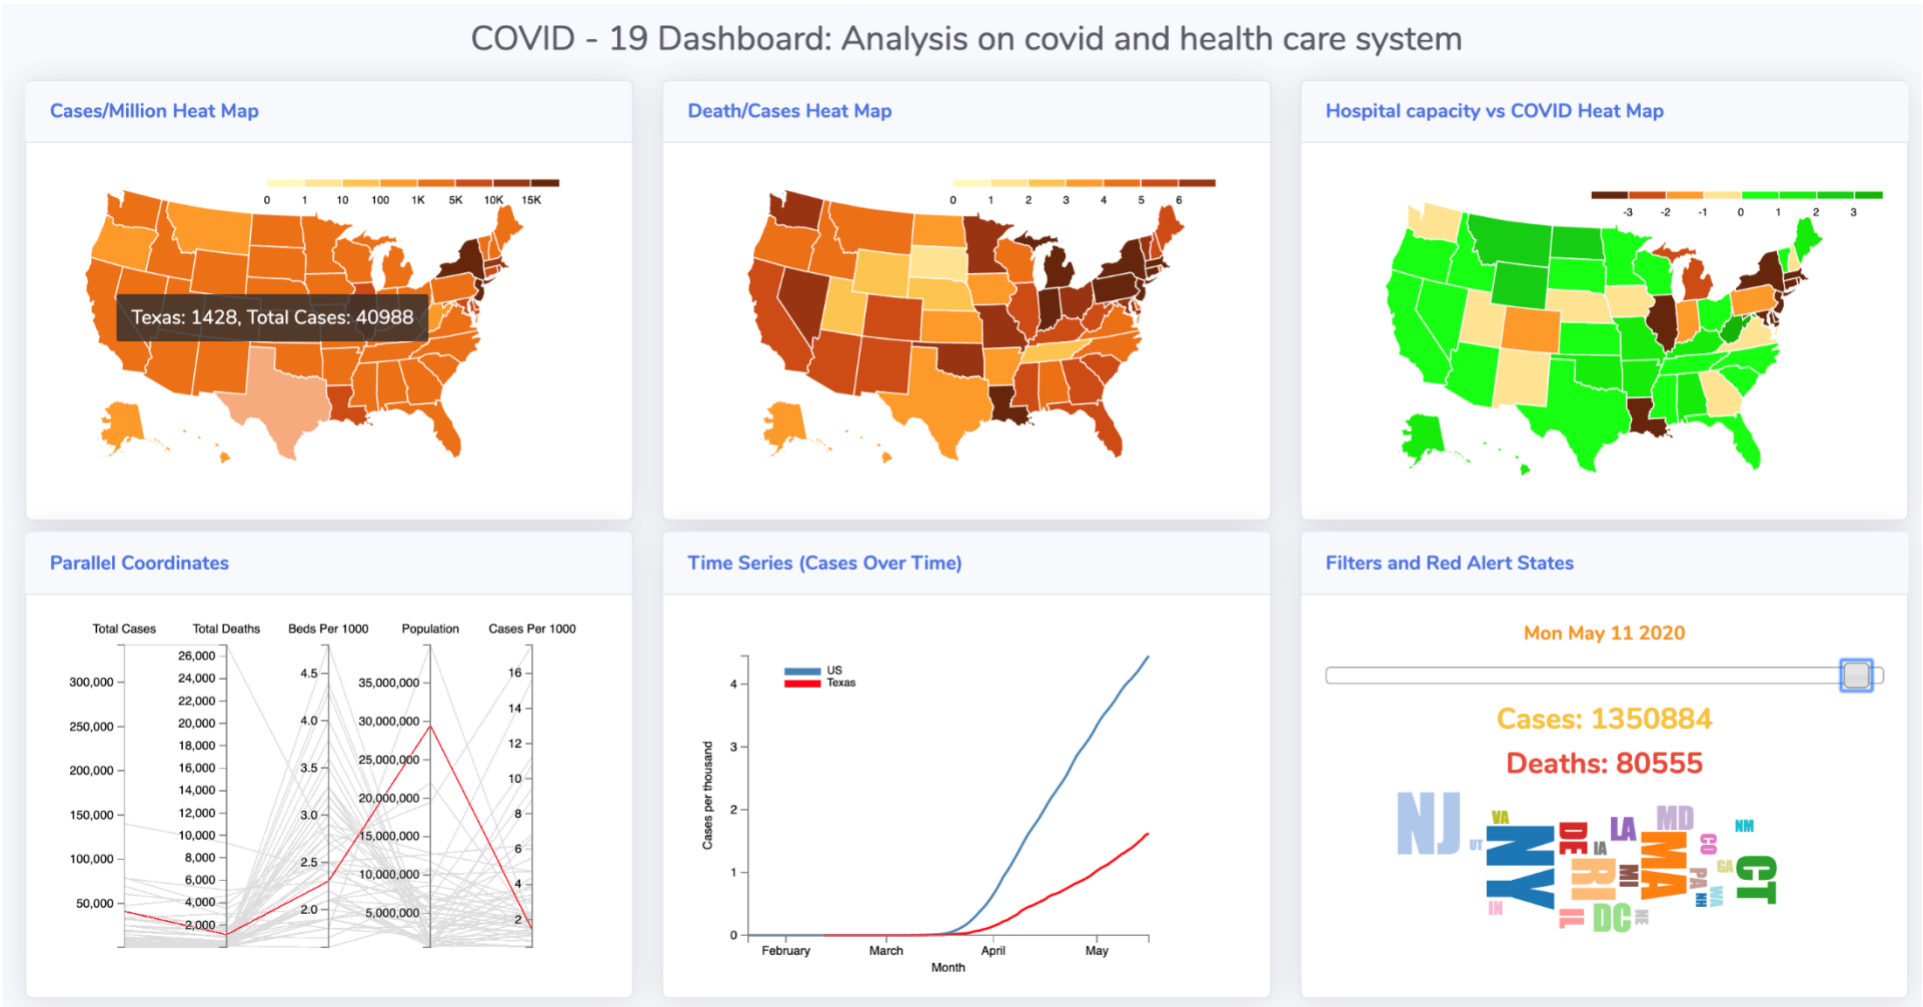 COVID - 19 Dashboard: Analysis on covid and health care system
Cases/Million Heat Map
0 1 10 100 1K 5K 10K 15K
Texas: 1428, Total Cases: 40988
Death/Cases Heat Map
0 1 2 3 4 5 6
Hospital capacity vs COVID Heat Map
-3 -2 -1 0 1 2 3
Parallel Coordinates
Total Cases Total Deaths Beds Per 1000 Population Cases Per 1000
300,000
250,000
200,000
150,000
100,000
50,000
26,000
24,000
22,000
20,000
18,000
16,000
14,000
12,000
10,000
8,000
6,000
4,000
2,000
4.5
4.0
3.5
3.0
2.5
2.0
35,000,000
30,000,000
25,000,000
20,000,000
15,000,000
10,000,000
5,000,000
16
14
12
10
8
6
4
2
Time Series (Cases Over Time)
US
Texas
Cases per thousand
4
3
2
1
0
February March April May
Month
Filters and Red Alert States
Mon May 11 2020
Cases: 1350884
Deaths: 80555
NJ
VA
UT
NY
IN
DE
IA
RI
IL
LA
MI
DC
NE
MD
MA
CO
PA
NH
WA
GA
NM
CT